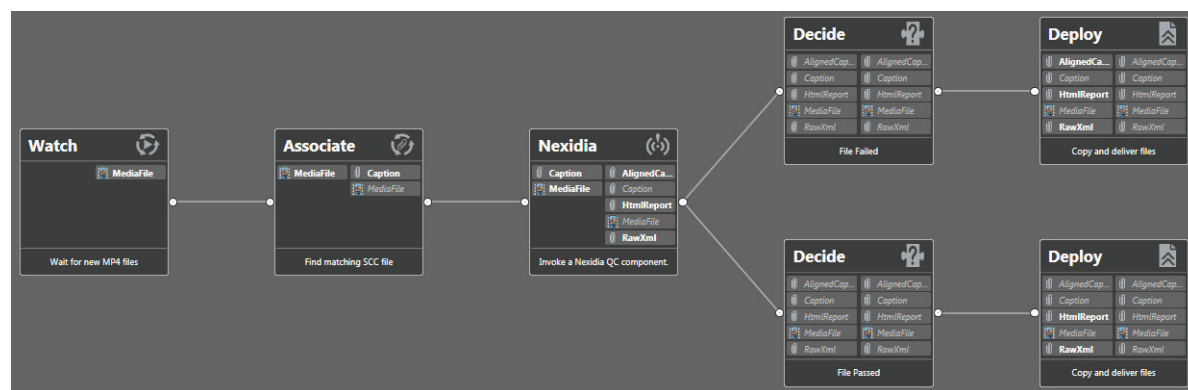 Watch
MediaFile
Wait for new MP4 files
Associate
MediaFile
Caption
MediaFile
Find matching SCC file
Nexidia
Caption
AlignedCa...
MediaFile
Caption
HtmlReport
MediaFile
RawXml
Invoke a Nexidia QC component.
Decide
AlignedCap... AlignedCap...
Caption Caption
HtmlReport HtmlReport
MediaFile MediaFile
RawXml RawXml
File Failed
Deploy
AlignedCa... AlignedCap...
Caption Caption
HtmlReport HtmlReport
MediaFile MediaFile
RawXml RawXml
Copy and deliver files
Decide
AlignedCap... AlignedCap...
Caption Caption
HtmlReport HtmlReport
MediaFile MediaFile
RawXml RawXml
File Passed
Deploy
AlignedCap... AlignedCap...
Caption Caption
HtmlReport HtmlReport
MediaFile MediaFile
RawXml RawXml
Copy and deliver files